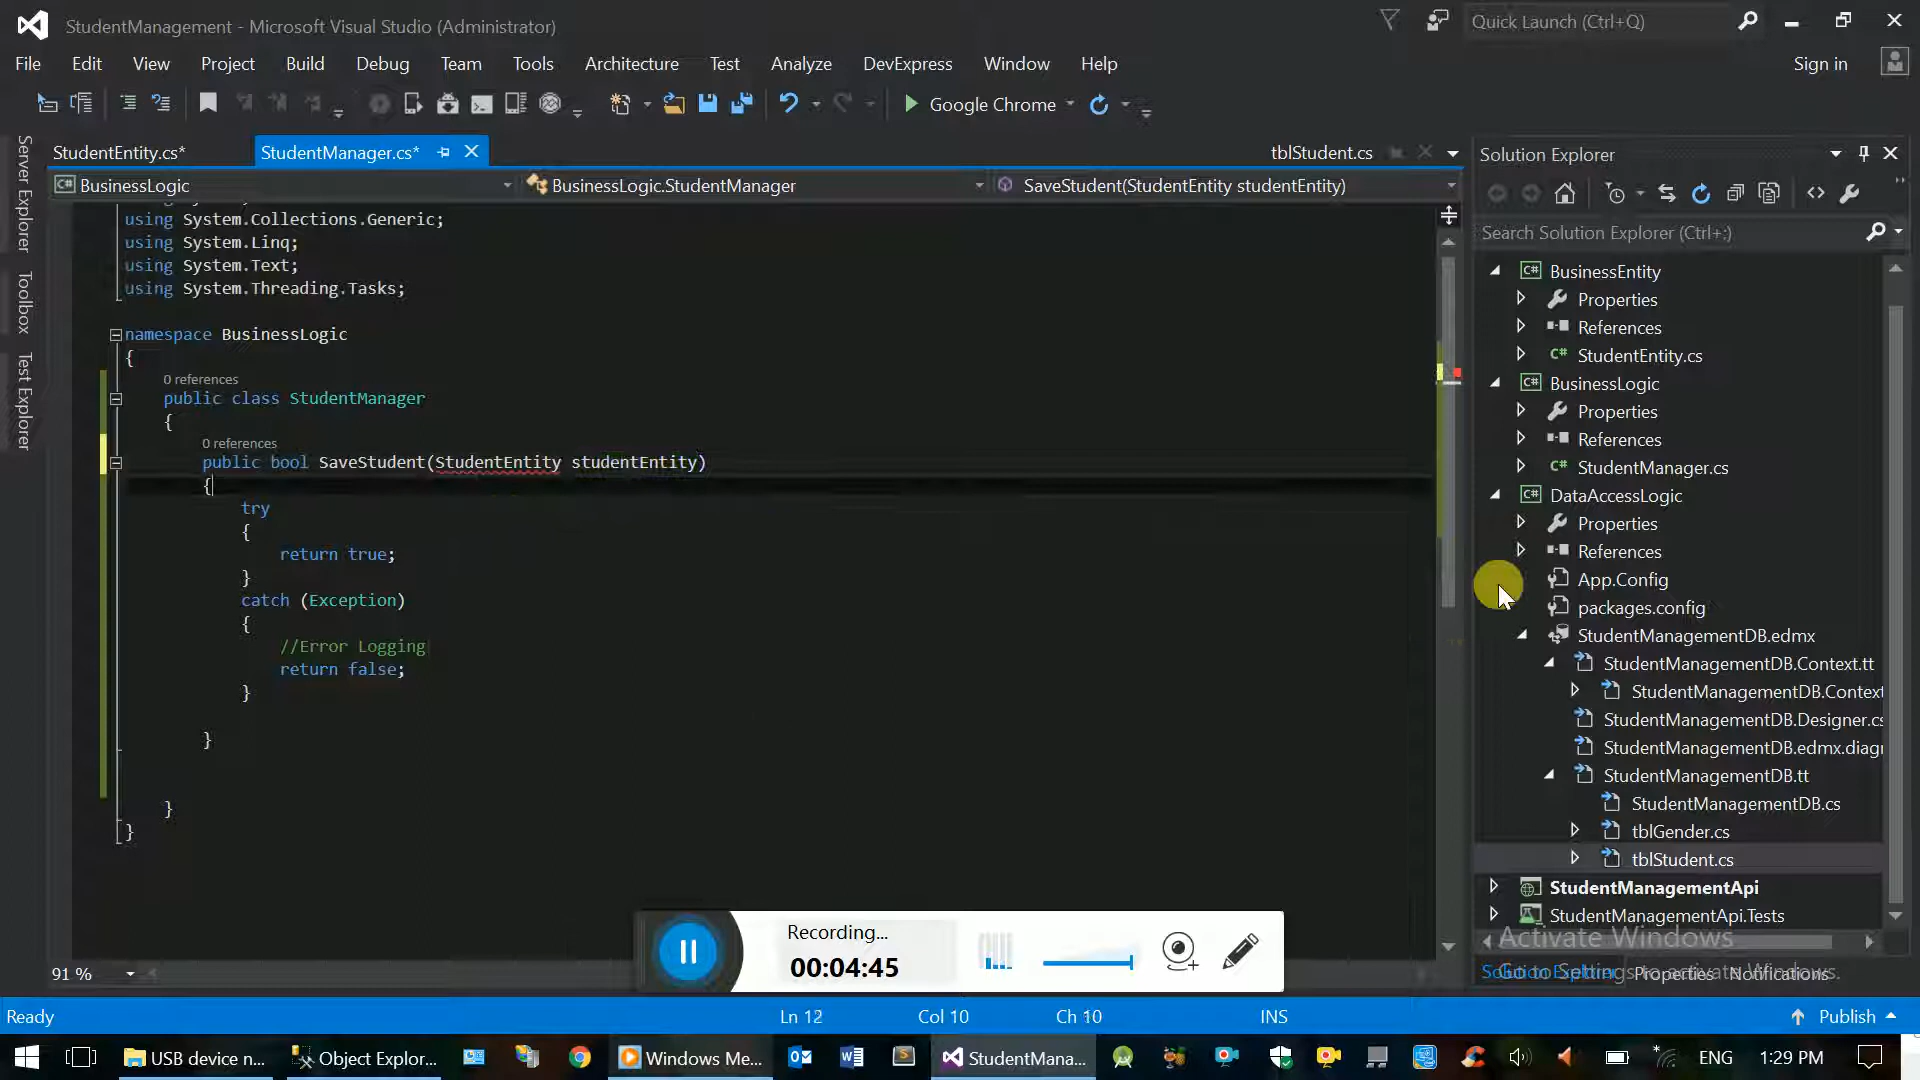 StudentManagement - Microsoft Visual Studio (Administrator)
Quick Launch (Ctrl+Q)
File Edit View Project Build Debug Team Tools Architecture Test Analyze DevExpress Window Help
Sign in
Google Chrome
Server Explorer
Toolbox
Test Explorer
StudentEntity.cs*
StudentManager.cs*
tblStudent.cs
BusinessLogic
BusinessLogic.StudentManager
SaveStudent(StudentEntity studentEntity)
using System.Collections.Generic;
using System.Linq;
using System.Text;
using System.Threading.Tasks;
namespace BusinessLogic
{
0 references
public class StudentManager
{
0 references
public bool SaveStudent(StudentEntity studentEntity)
{
try
{
return true;
}
catch (Exception)
{
//Error Logging
return false;
}
}
}
}
91 %
Solution Explorer
Search Solution Explorer (Ctrl+;)
BusinessEntity
Properties
References
StudentEntity.cs
BusinessLogic
Properties
References
StudentManager.cs
DataAccessLogic
Properties
References
App.Config
packages.config
StudentManagementDB.edmx
StudentManagementDB.Context.tt
StudentManagementDB.Context
StudentManagementDB.Designer.cs
StudentManagementDB.edmx.diagr
StudentManagementDB.tt
StudentManagementDB.cs
tblGender.cs
tblStudent.cs
StudentManagementApi
StudentManagementApi.Tests
Activate Windows
Go to Settings to activate Windows.
Properties
Notifications
Recording...
00:04:45
Ready
Ln 12
Col 10
Ch 10
INS
Publish
USB device n...
Object Explor...
Windows Me...
StudentMana...
ENG
1:29 PM